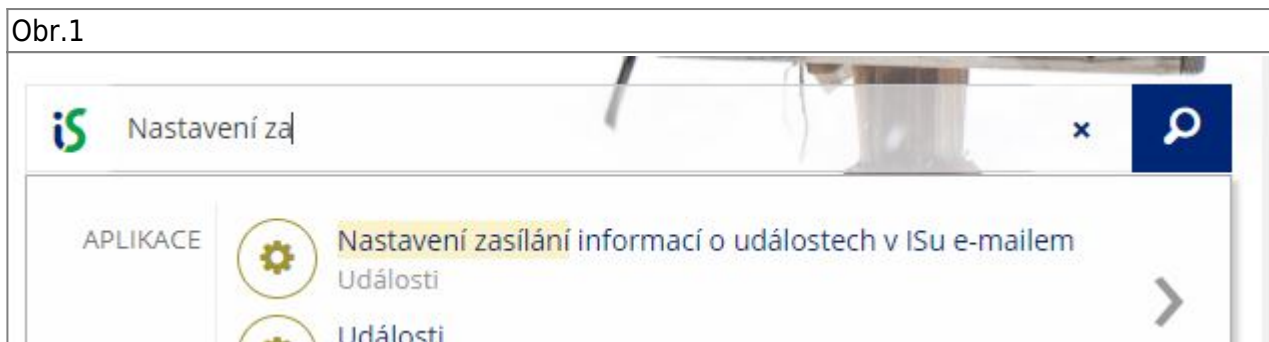 Obr.1
iS Nastavení za
APLIKACE
Nastavení zasílání informací o událostech v ISu e-mailem
Události
Události